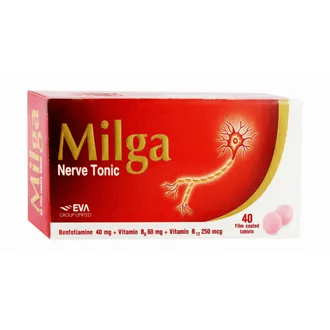 Milga
Nerve Tonic
EVA
GROUP LIMITED
40
Film coated
tablets
Benfotiamine 40 mg + Vitamin B6 60 mg + Vitamin B12 250 mcg
Milga